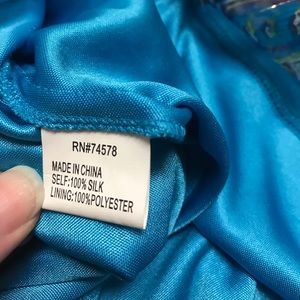 RN#74578
MADE IN CHINA
SELF:100% SILK
LINING:100%POLYESTER